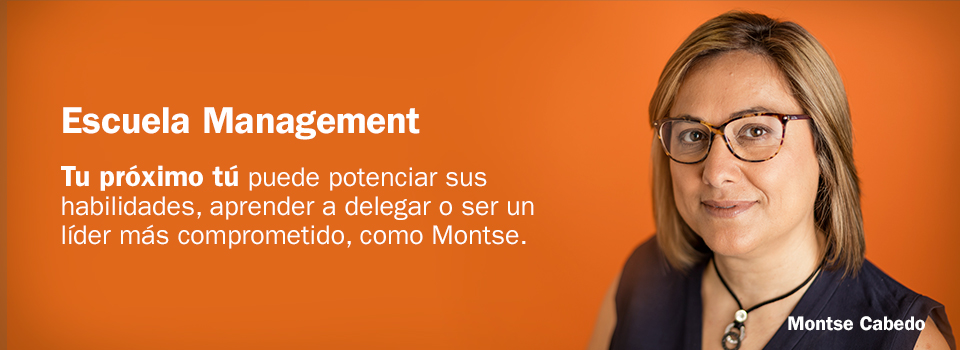 Escuela Management
Tu próximo tú puede potenciar sus
habilidades, aprender a delegar o ser un
líder más comprometido, como Montse.
Montse Cabedo